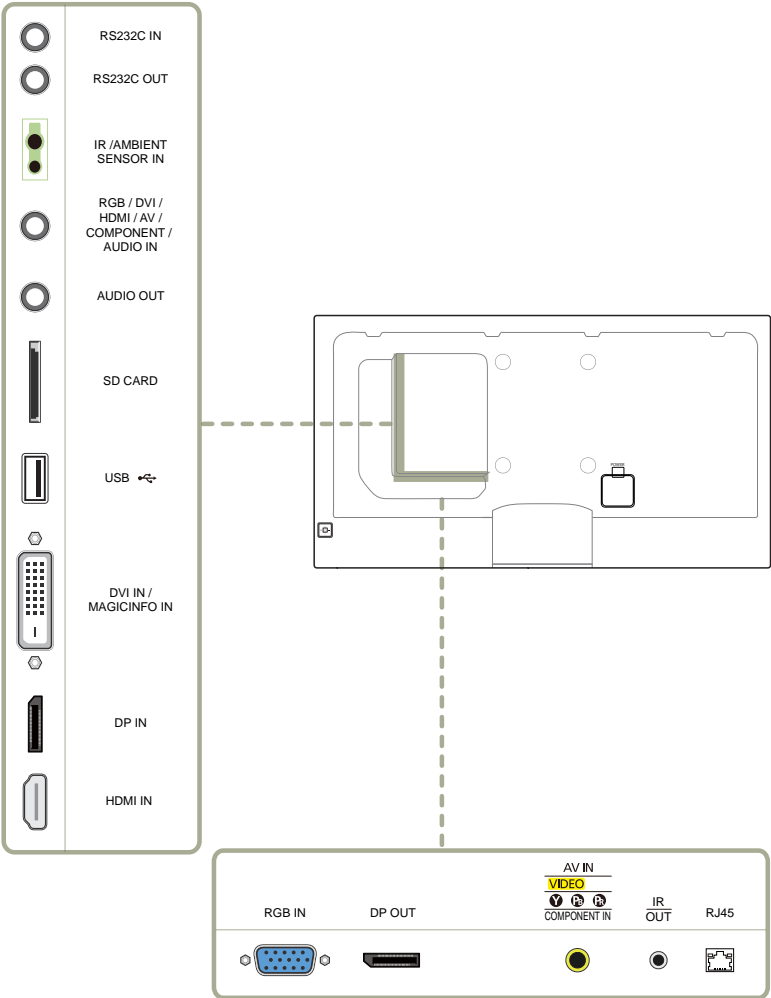 RS232C IN
RS232C OUT
IR /AMBIENT
SENSOR IN
RGB / DVI /
HDMI / AV /
COMPONENT /
AUDIO IN
AUDIO OUT
SD CARD
USB
DVI IN /
MAGICINFO IN
DP IN
HDMI IN
POWER
RGB IN
DP OUT
AV IN
VIDEO
Y PB PR
COMPONENT IN
IR
OUT
RJ45